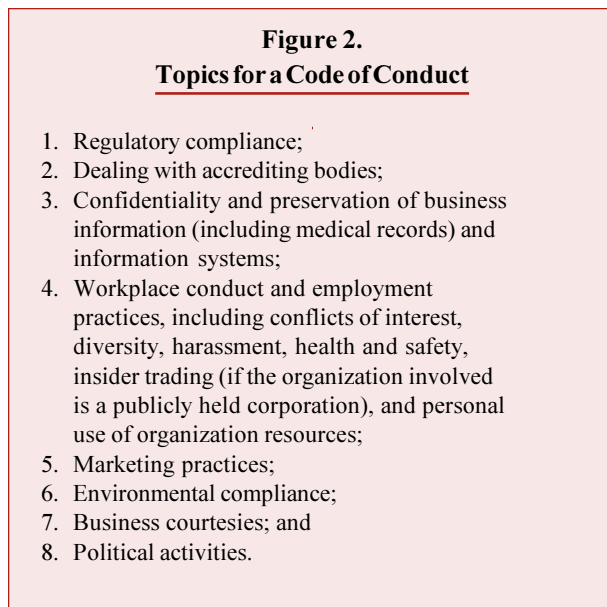 Figure 2.
Topics for a Code of Conduct
1. Regulatory compliance;
2. Dealing with accrediting bodies;
3. Confidentiality and preservation of business
information (including medical records) and
information systems;
4. Workplace conduct and employment
practices, including conflicts of interest,
diversity, harassment, health and safety,
insider trading (if the organization involved
is a publicly held corporation), and personal
use of organization resources;
5. Marketing practices;
6. Environmental compliance;
7. Business courtesies; and
8. Political activities.